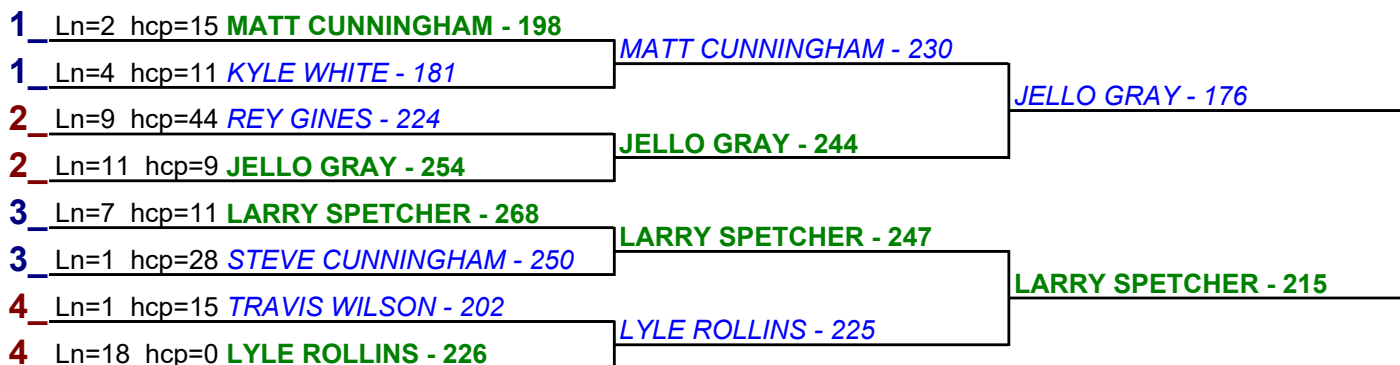 1_ Ln=2 hcp=15 MATT CUNNINGHAM - 198
MATT CUNNINGHAM - 230
1_ Ln=4 hcp=11 KYLE WHITE - 181
JELLO GRAY - 176
2_ Ln=9 hcp=44 REY GINES - 224
JELLO GRAY - 244
2_ Ln=11 hcp=9 JELLO GRAY - 254
3_ Ln=7 hcp=11 LARRY SPETCHER - 268
LARRY SPETCHER - 247
3_ Ln=1 hcp=28 STEVE CUNNINGHAM - 250
LARRY SPETCHER - 215
4_ Ln=1 hcp=15 TRAVIS WILSON - 202
LYLE ROLLINS - 225
4 Ln=18 hcp=0 LYLE ROLLINS - 226